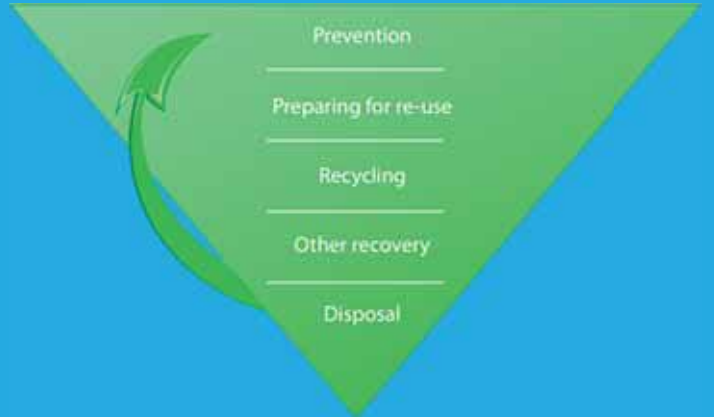 Prevention
Preparing for re-use
Recycling
Other recovery
Disposal